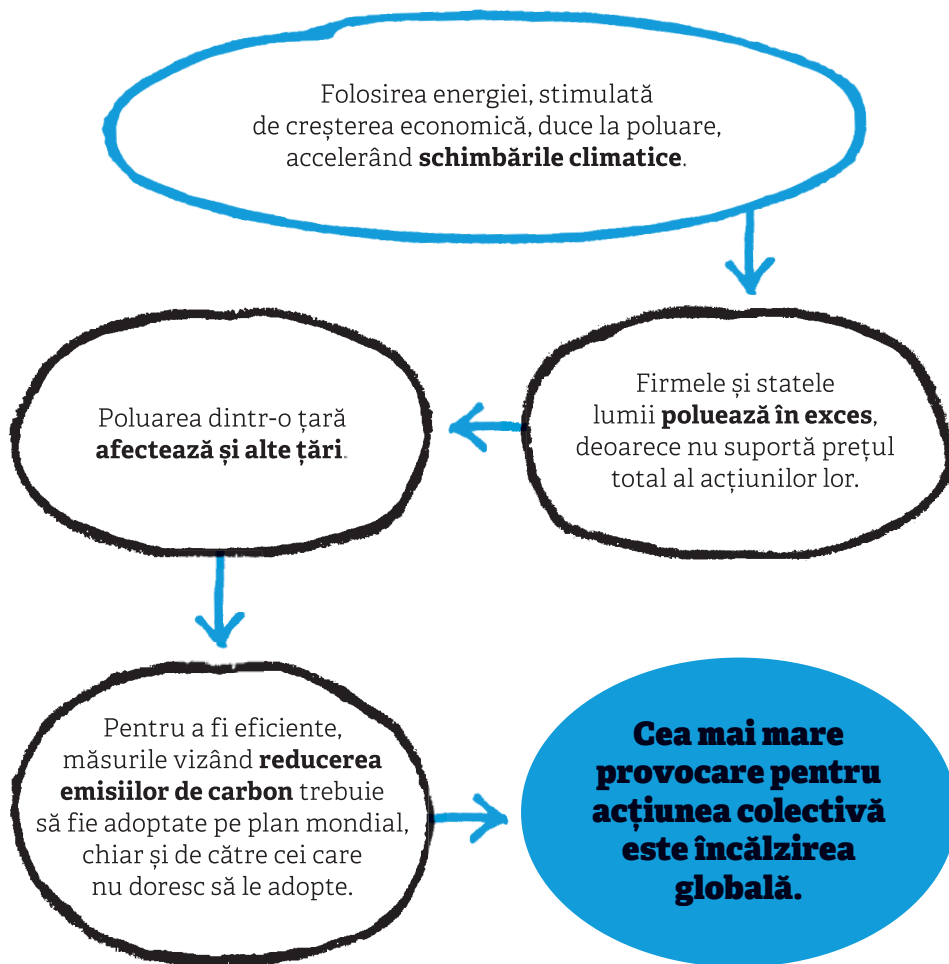 Folosirea energiei, stimulată
de creșterea economică, duce la poluare,
accelerând schimbările climatice.
Firmele și statele
lumii poluează în exces,
deoarece nu suportă prețul
total al acțiunilor lor.
Poluarea dintr-o țară
afectează și alte țări.
Pentru a fi eficiente,
măsurile vizând reducerea
emisiilor de carbon trebuie
să fie adoptate pe plan mondial,
chiar și de către cei care
nu doresc să le adopte.
Cea mai mare
provocare pentru
acțiunea colectivă
este încălzirea
globală.